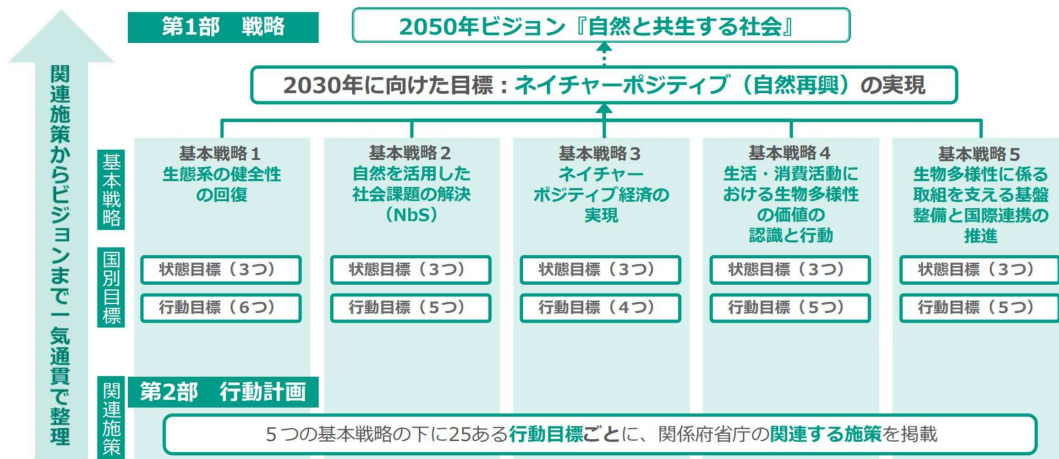 第1部 戦略
2050年ビジョン『自然と共生する社会』
2030年に向けた目標：ネイチャーポジティブ（自然再興）の実現
関連施策からビジョンまで一気通貫で整理
基本戦略
基本戦略１
生態系の健全性
の回復
基本戦略２
自然を活用した
社会課題の解決
（NbS）
基本戦略３
ネイチャー
ポジティブ経済の
実現
基本戦略４
生活・消費活動に
おける生物多様性
の価値の
認識と行動
基本戦略５
生物多様性に係る
取組を支える基盤
整備と国際連携の
推進
国別目標
状態目標（３つ）
状態目標（３つ）
状態目標（３つ）
状態目標（３つ）
状態目標（３つ）
行動目標（６つ）
行動目標（５つ）
行動目標（４つ）
行動目標（５つ）
行動目標（５つ）
関連施策
第2部 行動計画
５つの基本戦略の下に25ある行動目標ごとに、関係府省庁の関連する施策を掲載